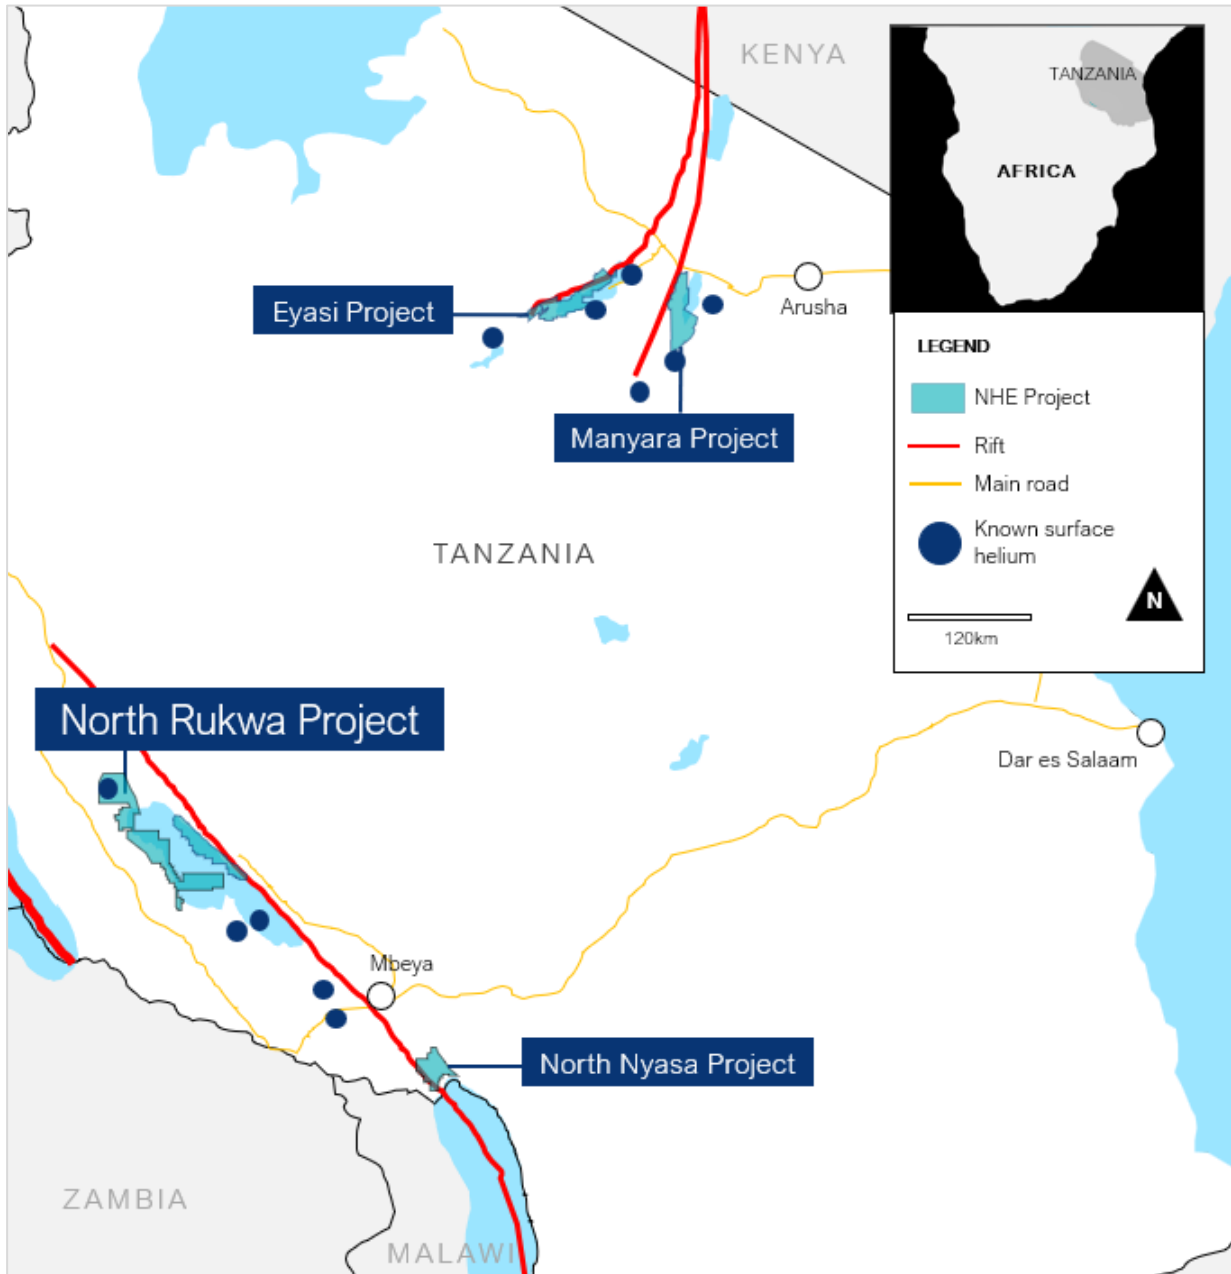 KENYA
TANZANIA
AFRICA
Eyasi Project
Arusha
Manyara Project
LEGEND
NHE Project
Rift
Main road
Known surface
helium
N
120km
TANZANIA
North Rukwa Project
Dar es Salaam
Mbeya
North Nyasa Project
ZAMBIA
MALAWI